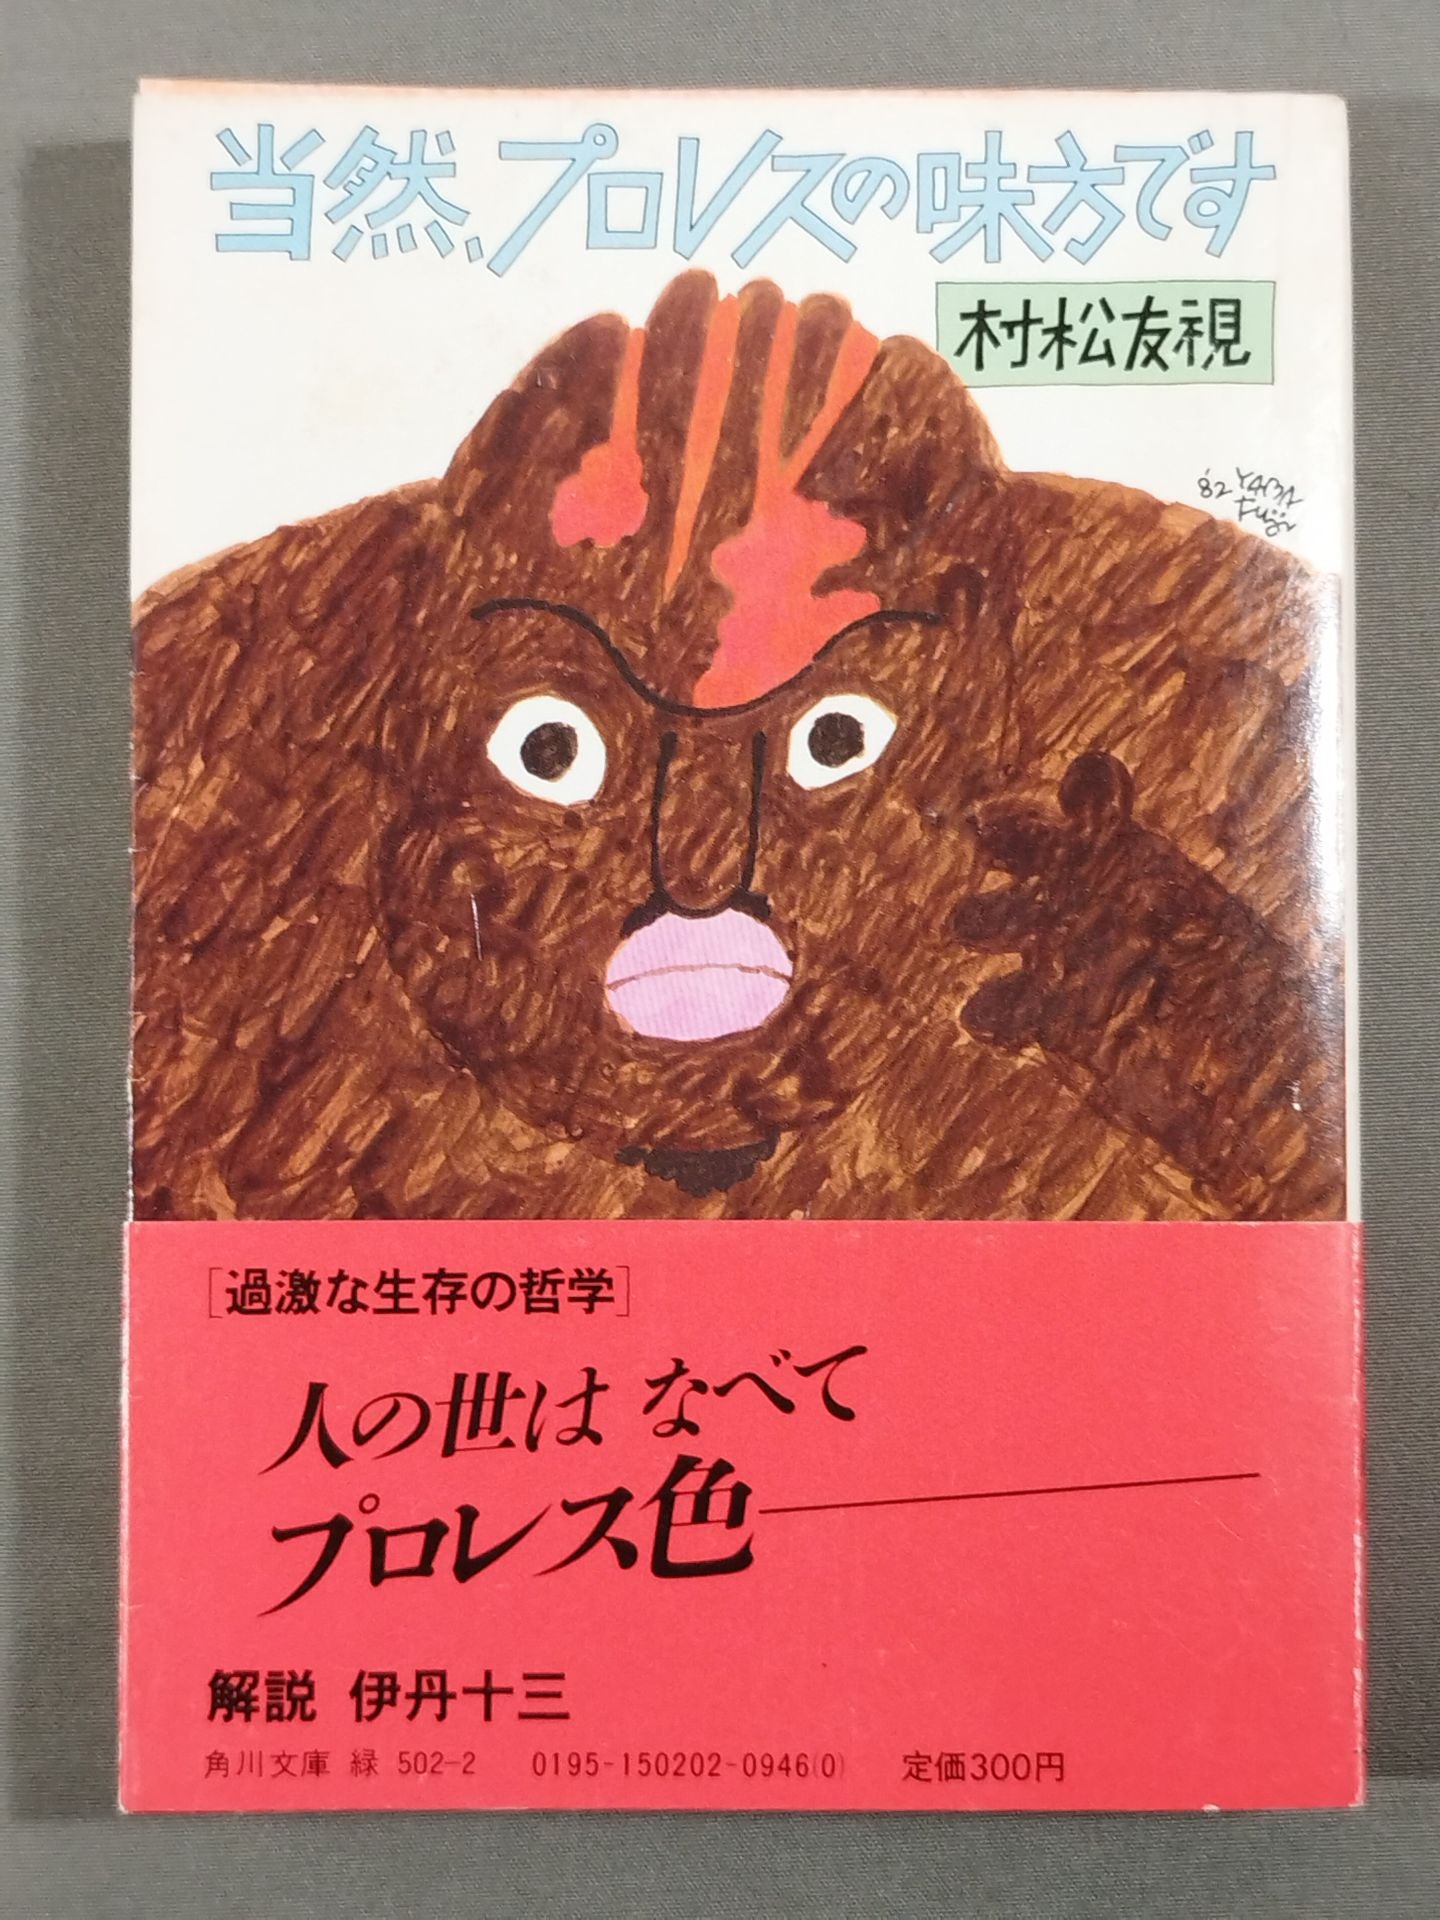 当然、プロレスの味方です
村松友視
'82 YABA
Fuji
[過激な生存の哲学]
人の世は なべて
プロレス色――
解説 伊丹十三
角川文庫 緑 502-2 0195-150202-0946(0) 定価300円